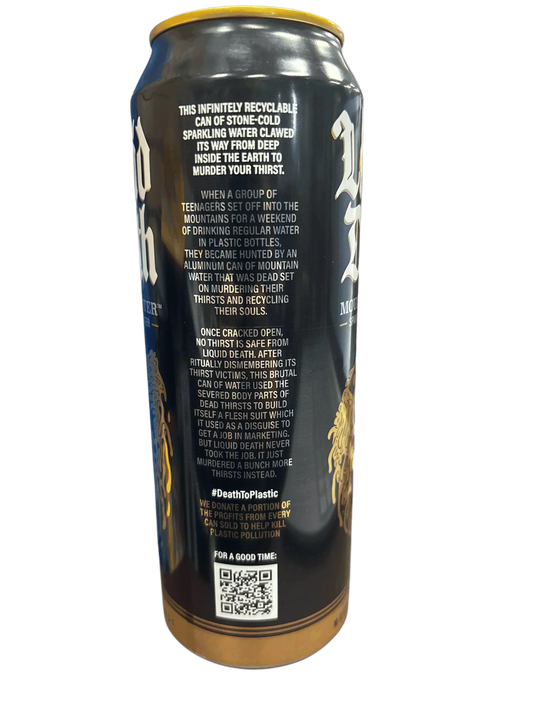 THIS INFINITELY RECYCLABLE
CAN OF STONE-COLD
SPARKLING WATER CLAWED
ITS WAY FROM DEEP
INSIDE THE EARTH TO
MURDER YOUR THIRST.
WHEN A GROUP OF
TEENAGERS SET OFF INTO THE
MOUNTAINS FOR A WEEKEND
OF DRINKING REGULAR WATER
IN PLASTIC BOTTLES,
THEY BECAME HUNTED BY AN
ALUMINUM CAN OF MOUNTAIN
WATER THAT WAS DEAD SET
ON MURDERING THEIR
THIRSTS AND RECYCLING
THEIR SOULS.
ONCE CRACKED OPEN,
NO THIRST IS SAFE FROM
LIQUID DEATH. AFTER
RITUALLY DISMEMBERING ITS
THIRST VICTIMS, THIS BRUTAL
CAN OF WATER USED THE
SEVERED BODY PARTS OF
DEAD THIRSTS TO BUILD
ITSELF A FLESH SUIT WHICH
IT USED AS A DISGUISE TO
GET A JOB IN MARKETING.
BUT LIQUID DEATH NEVER
TOOK THE JOB. IT JUST
MURDERED A BUNCH MORE
THIRSTS INSTEAD.
#DeathToPlastic
WE DONATE A PORTION OF
THE PROFITS FROM EVERY
CAN SOLD TO HELP KILL
PLASTIC POLLUTION
FOR A GOOD TIME: